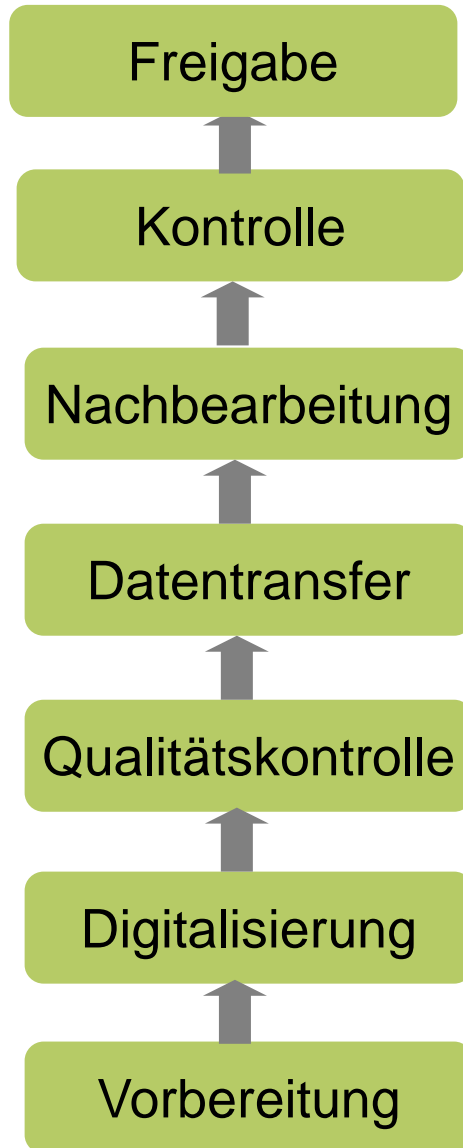 Freigabe
Kontrolle
Nachbearbeitung
Datentransfer
Qualitätskontrolle
Digitalisierung
Vorbereitung